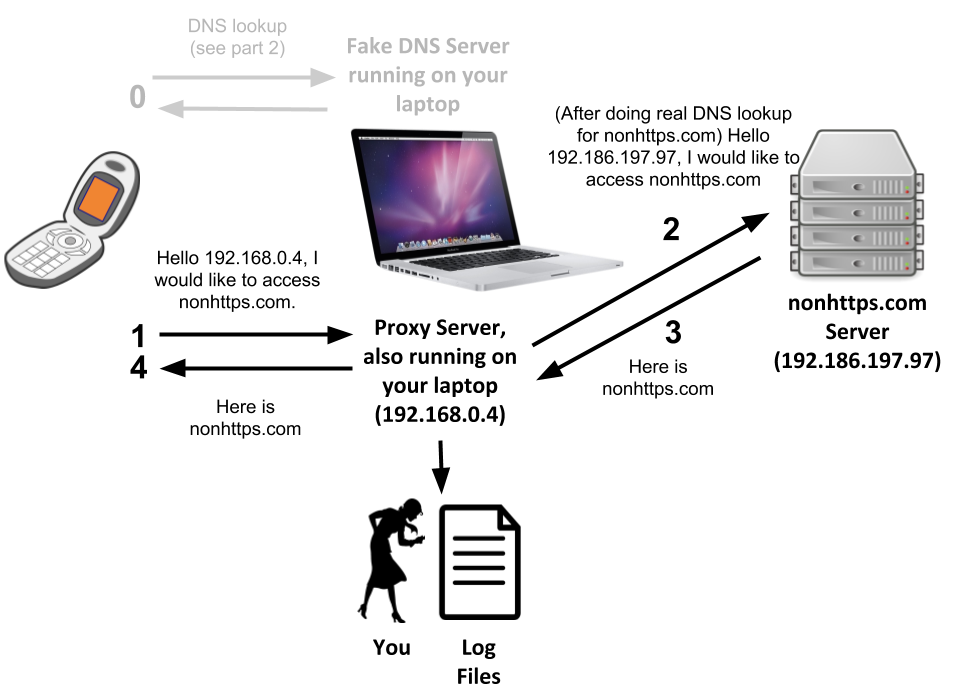 DNS lookup
(see part 2)
0
Fake DNS Server
running on your
laptop
(After doing real DNS lookup
for nonhttps.com) Hello
192.186.197.97, I would like to
access nonhttps.com
2
Hello 192.168.0.4, I
would like to access
nonhttps.com.
1
4
Here is
nonhttps.com
Proxy Server,
also running on
your laptop
(192.168.0.4)
3
Here is
nonhttps.com
nonhttps.com
Server
(192.186.197.97)
You
Log
Files